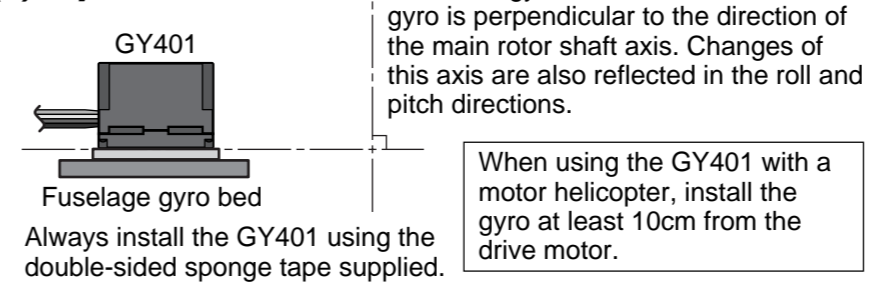 gyro is perpendicular to the direction of
the main rotor shaft axis. Changes of
this axis are also reflected in the roll and
pitch directions.
GY401
Fuselage gyro bed
Always install the GY401 using the
double-sided sponge tape supplied.
When using the GY401 with a
motor helicopter, install the
gyro at least 10cm from the
drive motor.